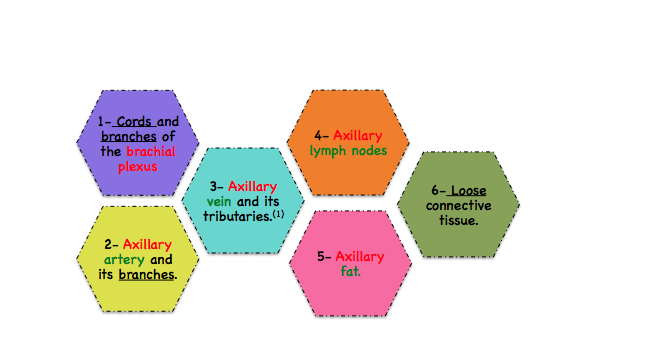 1- Cords and
branches of
the brachial
plexus
2- Axillary
artery and
its branches.
3- Axillary
vein and its
tributaries.(1)
4- Axillary
lymph nodes
5- Axillary
fat.
6- Loose
connective
tissue.